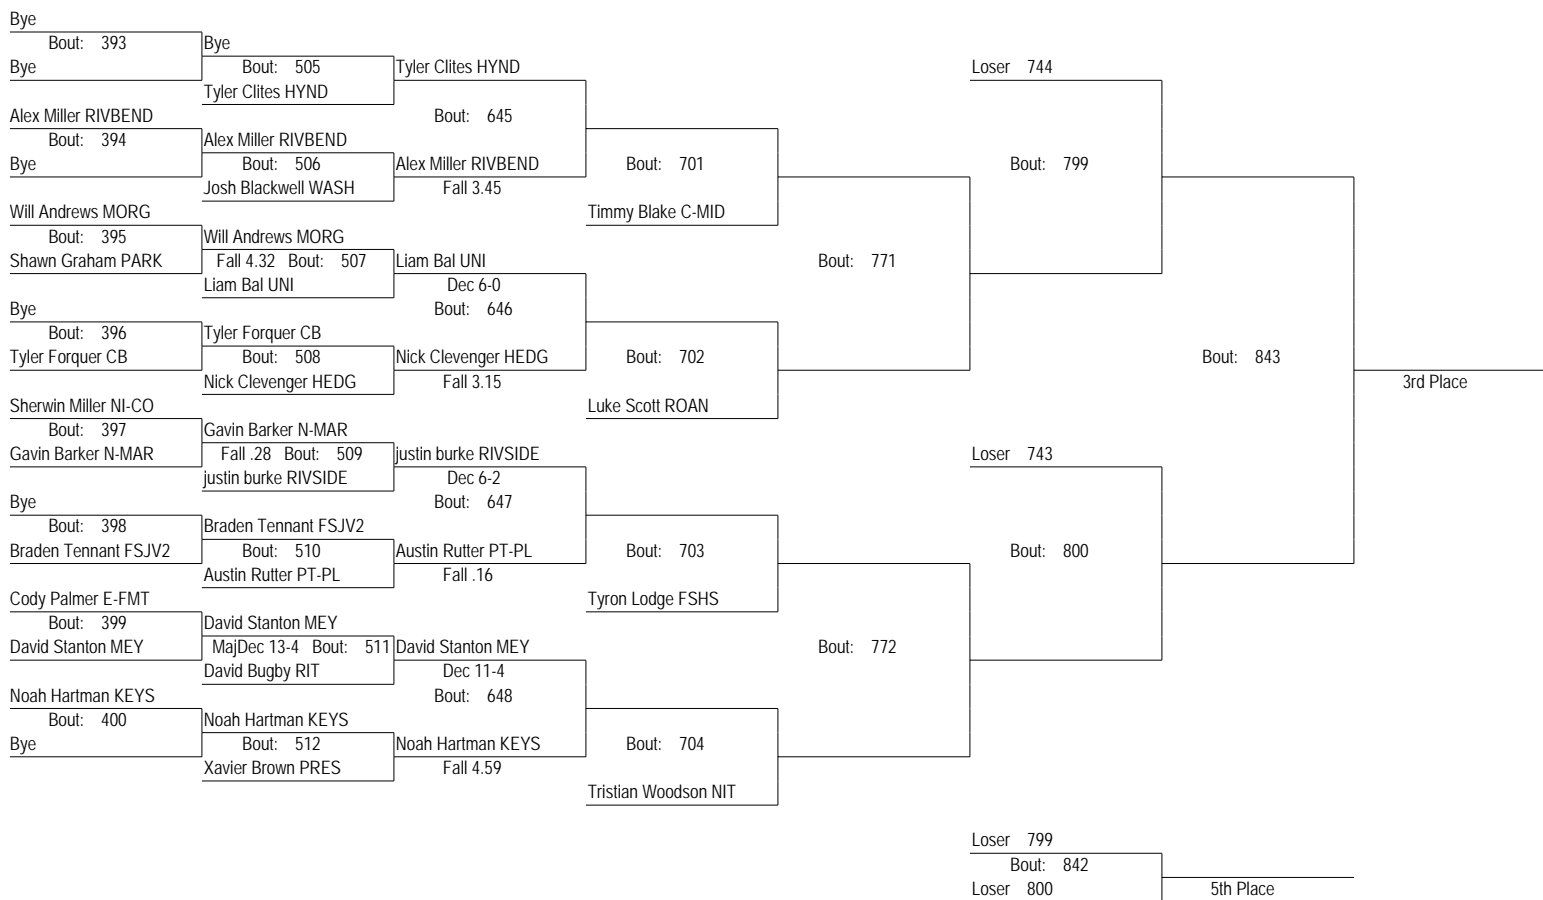 Bye
Bout: 393 Bye
Bye Bout: 505 Tyler Clites HYND Loser 744
Tyler Clites HYND
Alex Miller RIVBEND Bout: 645
Bout: 394 Alex Miller RIVBEND
Bye Bout: 506 Alex Miller RIVBEND Bout: 701 Bout: 799
Josh Blackwell WASH Fall 3.45
Will Andrews MORG Timmy Blake C-MID
Bout: 395 Will Andrews MORG
Shawn Graham PARK Fall 4.32 Bout: 507 Liam Bal UNI Bout: 771
Liam Bal UNI Dec 6-0
Bye Bout: 646
Bout: 396 Tyler Forquer CB
Tyler Forquer CB Bout: 508 Nick Clevenger HEDG Bout: 702 Bout: 843
Nick Clevenger HEDG Fall 3.15 3rd Place
Sherwin Miller NI-CO Luke Scott ROAN
Bout: 397 Gavin Barker N-MAR
Gavin Barker N-MAR Fall .28 Bout: 509 justin burke RIVSIDE Loser 743
justin burke RIVSIDE Dec 6-2
Bye Bout: 647
Bout: 398 Braden Tennant FSJV2
Braden Tennant FSJV2 Bout: 510 Austin Rutter PT-PL Bout: 703 Bout: 800
Austin Rutter PT-PL Fall .16
Cody Palmer E-FMT Tyron Lodge FSHS
Bout: 399 David Stanton MEY
David Stanton MEY MajDec 13-4 Bout: 511 David Stanton MEY Bout: 772
David Bugby RIT Dec 11-4
Noah Hartman KEYS Bout: 648
Bout: 400 Noah Hartman KEYS
Bye Bout: 512 Noah Hartman KEYS Bout: 704
Xavier Brown PRES Fall 4.59
Tristian Woodson NIT
Loser 799
Bout: 842
Loser 800 5th Place